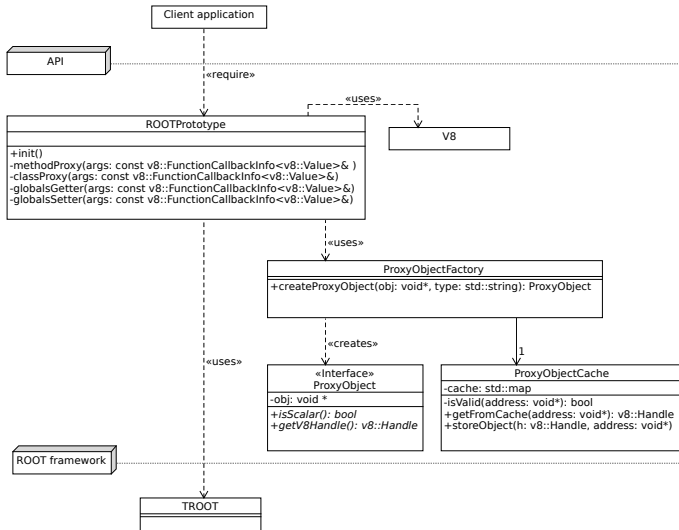 Client application
API
«require»
«uses»
ROOTPrototype
V8
+init()
-methodProxy(args: const v8::FunctionCallbackInfo<v8::Value>& )
-classProxy(args: const v8::FunctionCallbackInfo<v8::Value>&)
-globalsGetter(args: const v8::FunctionCallbackInfo<v8::Value>&)
-globalsSetter(args: const v8::FunctionCallbackInfo<v8::Value>&)
«uses»
ProxyObjectFactory
+createProxyObject(obj: void*, type: std::string): ProxyObject
«creates»
1
«uses»
«Interface»
ProxyObject
-obj: void *
+isScalar(): bool
+getV8Handle(): v8::Handle
ProxyObjectCache
-cache: std::map
-isValid(address: void*): bool
+getFromCache(address: void*): v8::Handle
+storeObject(h: v8::Handle, address: void*)
ROOT framework
TROOT